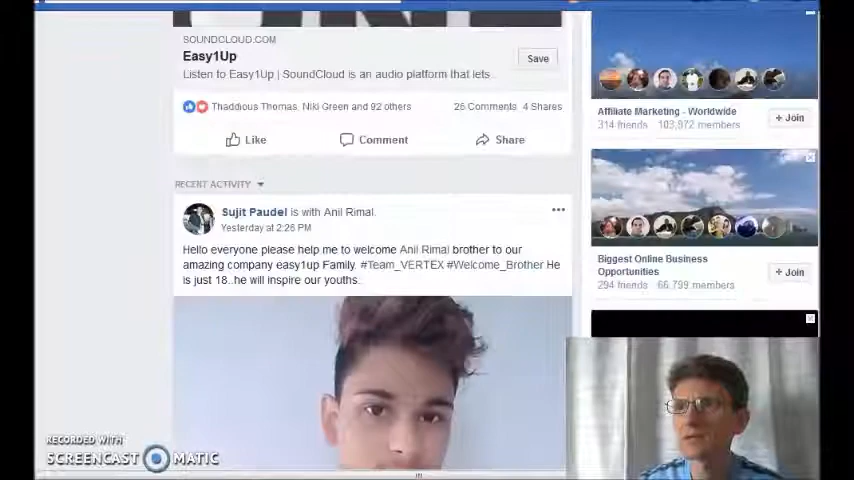 SOUNDCLOUD.COM
Easy1Up
Save
Listen to Easy1Up | SoundCloud is an audio platform that lets
Thaddious Thomas, Niki Green and 92 others
26 Comments 4 Shares
Like
Comment
Share
RECENT ACTIVITY
Sujit Paudel is with Anil Rimal.
Yesterday at 2:26 PM
Hello everyone please help me to welcome Anil Rimal brother to our
amazing company easy1up Family. #Team_VERTEX #Welcome_Brother He
is just 18..he will inspire our youths.
Affiliate Marketing - Worldwide
314 friends · 103,972 members
+ Join
Biggest Online Business
Opportunities
294 friends · 66,799 members
+ Join
RECORDED WITH
SCREENCAST MATIC